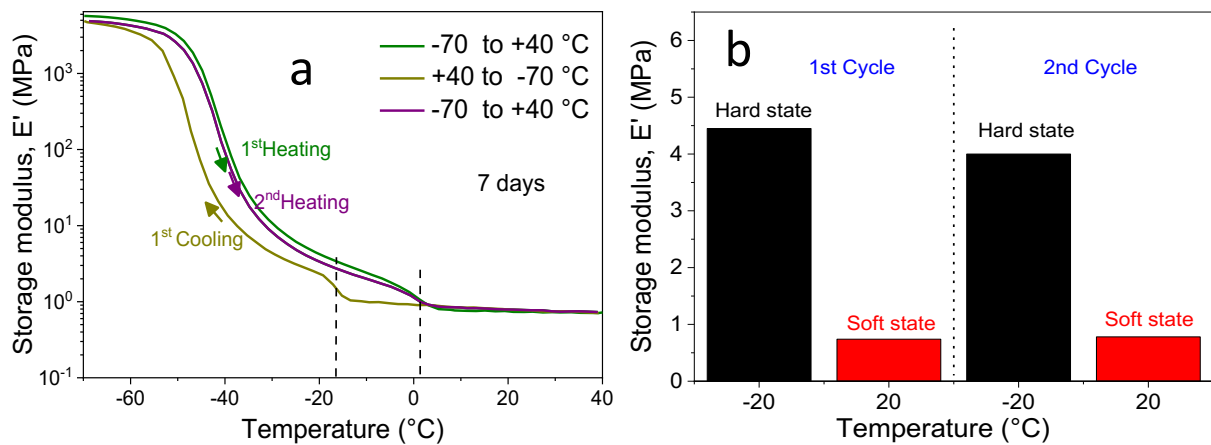 a
-70 to +40 °C
+40 to -70 °C
-70 to +40 °C
1stHeating
2ndHeating
1st Cooling
7 days
Storage modulus, E' (MPa)
10³
10²
10¹
10⁰
10⁻¹
-60 -40 -20 0 20 40
Temperature (°C)
b
1st Cycle
2nd Cycle
Hard state
Hard state
Soft state
Soft state
Storage modulus, E' (MPa)
6
5
4
3
2
1
0
-20 20 -20 20
Temperature (°C)